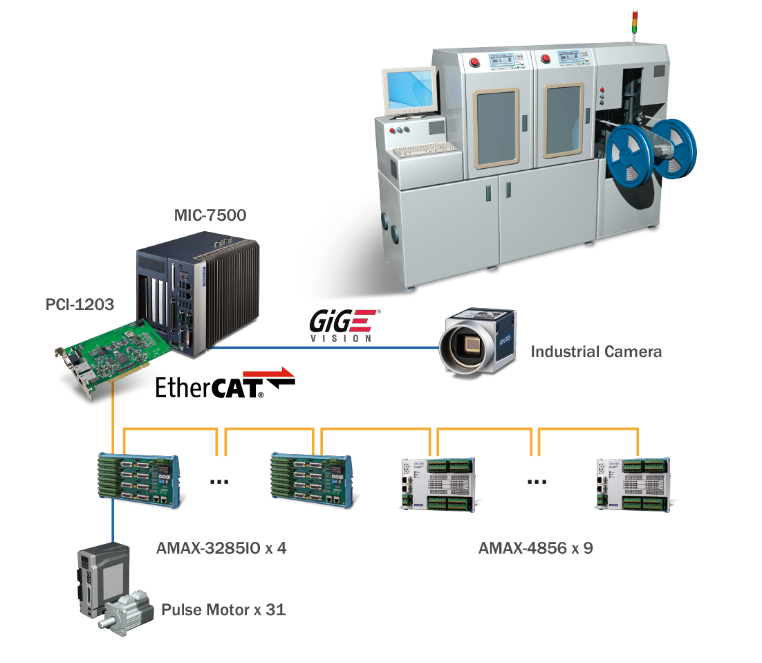 MIC-7500
PCI-1203
GiGE®
VISION
Industrial Camera
EtherCAT®
...
...
AMAX-3285IO x 4
AMAX-4856 x 9
Pulse Motor x 31